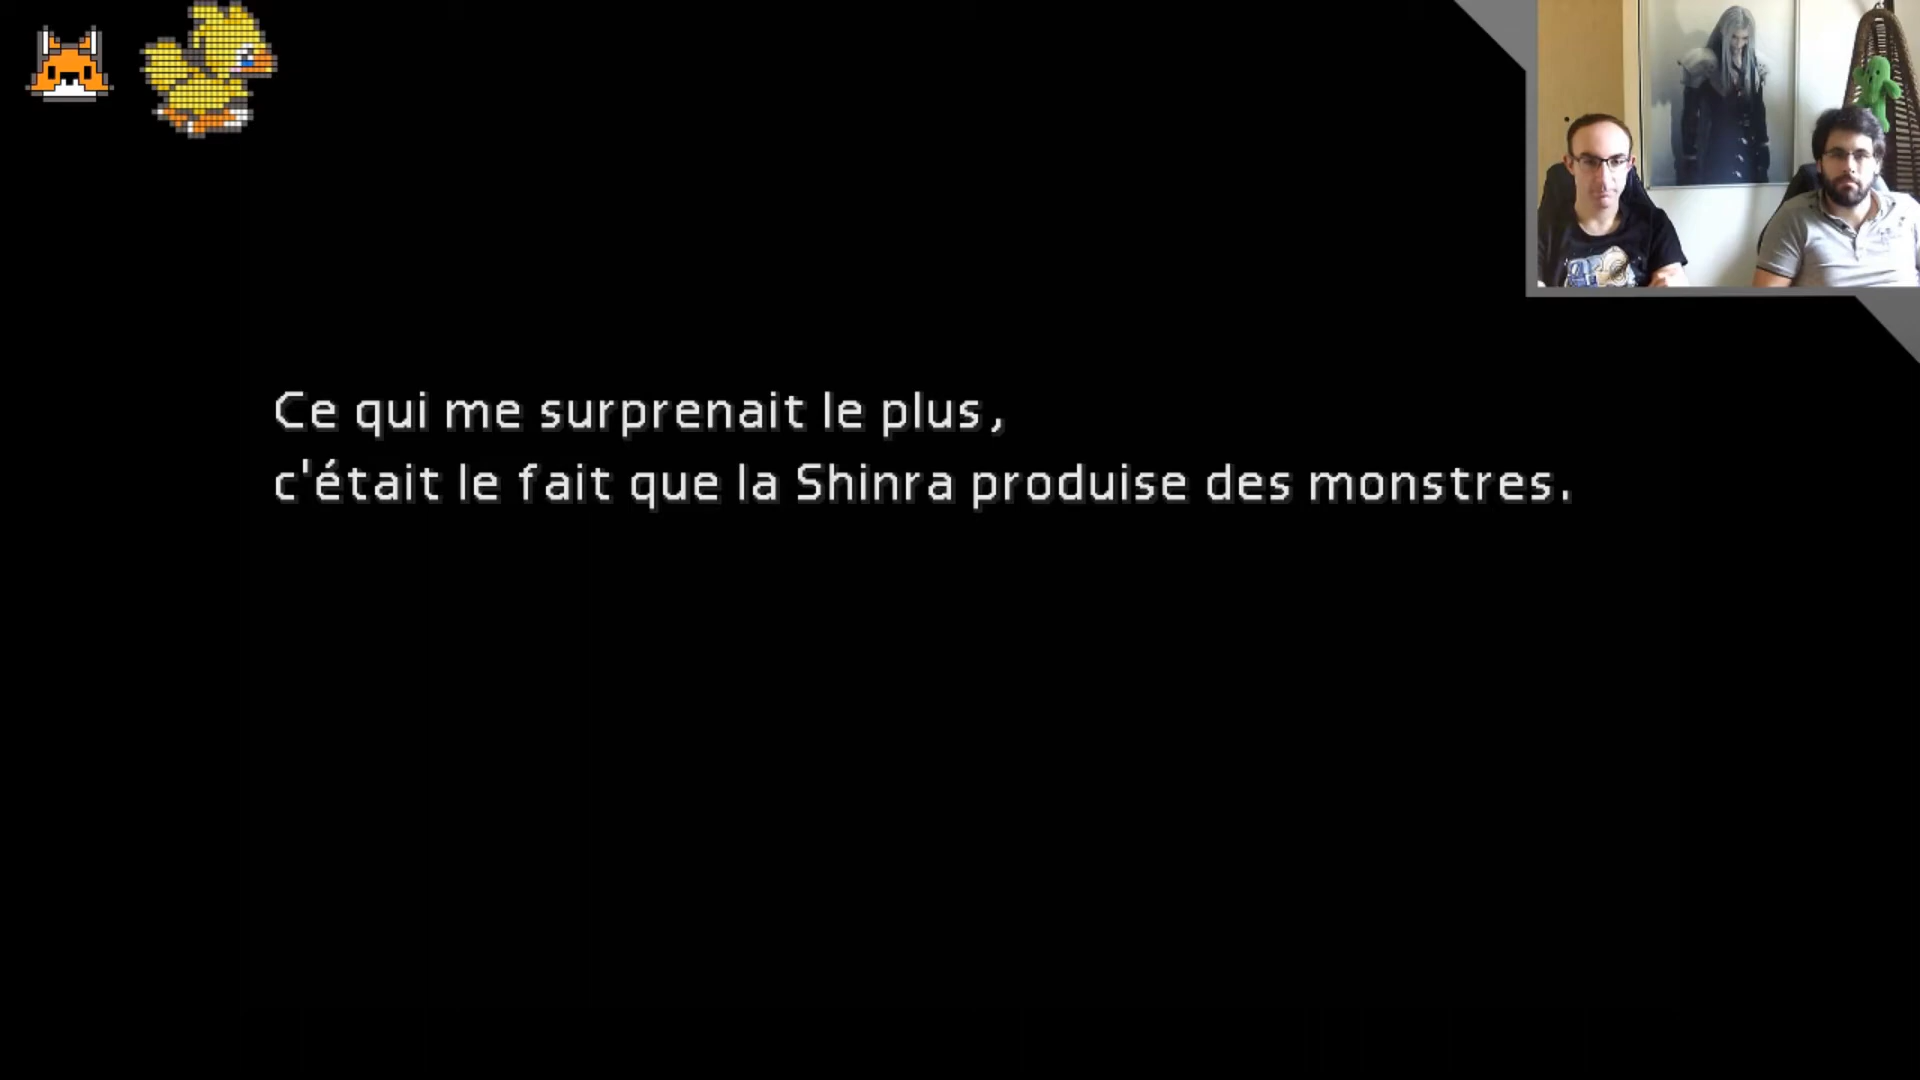 Ce qui me surprenait le plus,
c'était le fait que la Shinra produise des monstres.